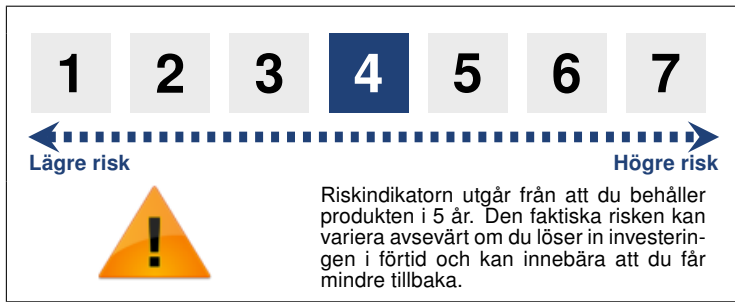 1 2 3 4 5 6 7
Lägre risk Högre risk
!
Riskindikatorn utgår från att du behåller
produkten i 5 år. Den faktiska risken kan
variera avsevärt om du löser in investerin-
gen i förtid och kan innebära att du får
mindre tillbaka.